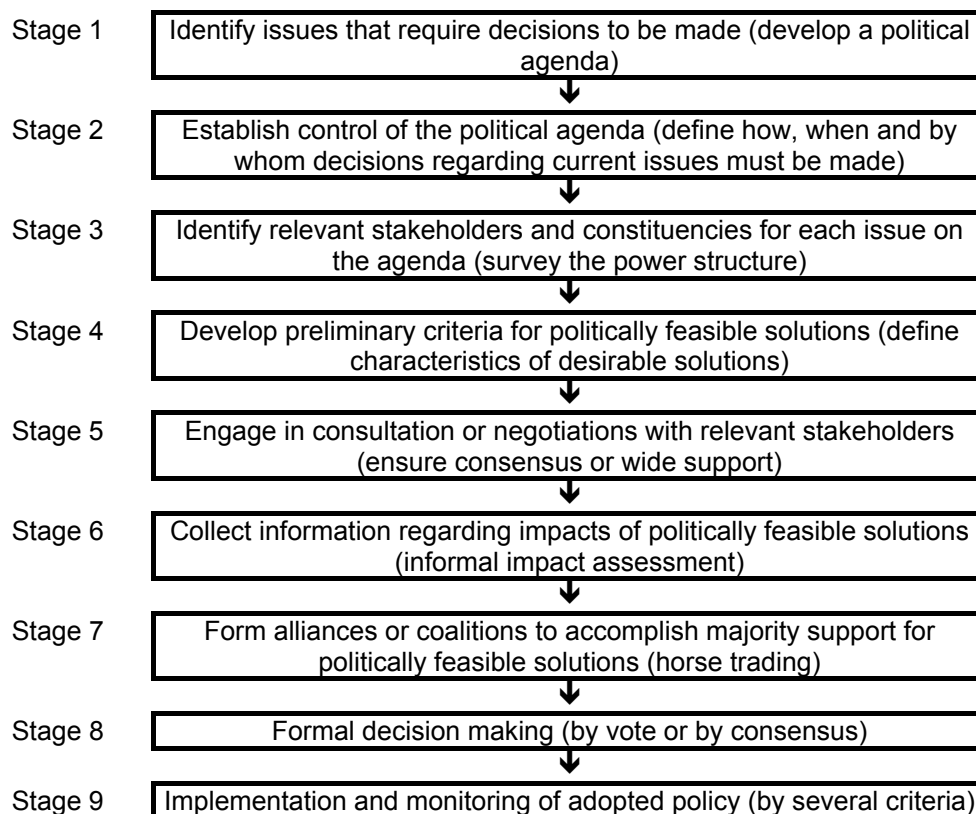 Stage 1
Identify issues that require decisions to be made (develop a political
agenda)
Stage 2
Establish control of the political agenda (define how, when and by
whom decisions regarding current issues must be made)
Stage 3
Identify relevant stakeholders and constituencies for each issue on
the agenda (survey the power structure)
Stage 4
Develop preliminary criteria for politically feasible solutions (define
characteristics of desirable solutions)
Stage 5
Engage in consultation or negotiations with relevant stakeholders
(ensure consensus or wide support)
Stage 6
Collect information regarding impacts of politically feasible solutions
(informal impact assessment)
Stage 7
Form alliances or coalitions to accomplish majority support for
politically feasible solutions (horse trading)
Stage 8
Formal decision making (by vote or by consensus)
Stage 9
Implementation and monitoring of adopted policy (by several criteria)